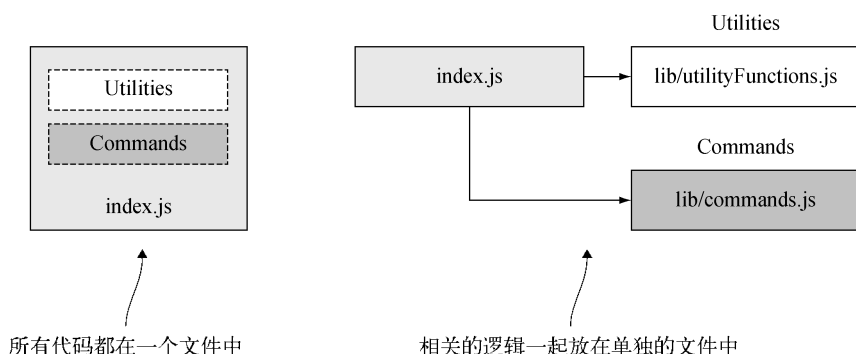 Utilities
Commands
index.js
所有代码都在一个文件中
Utilities
index.js
lib/utilityFunctions.js
Commands
lib/commands.js
相关的逻辑一起放在单独的文件中